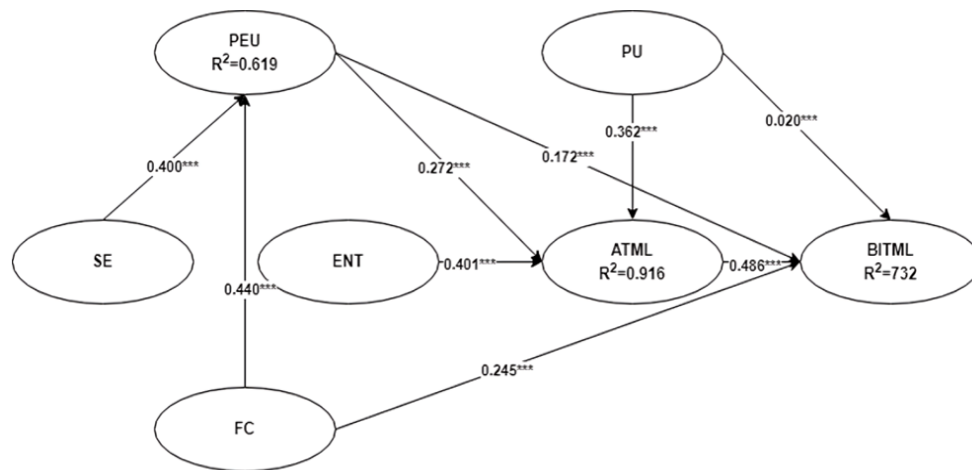 PEU
R²=0.619
PU
0.020***
0.362***
0.172***
0.400***
0.272***
SE
ENT
0.401***
ATML
R²=0.916
0.486***
BITML
R²=732
0.440***
0.245***
FC